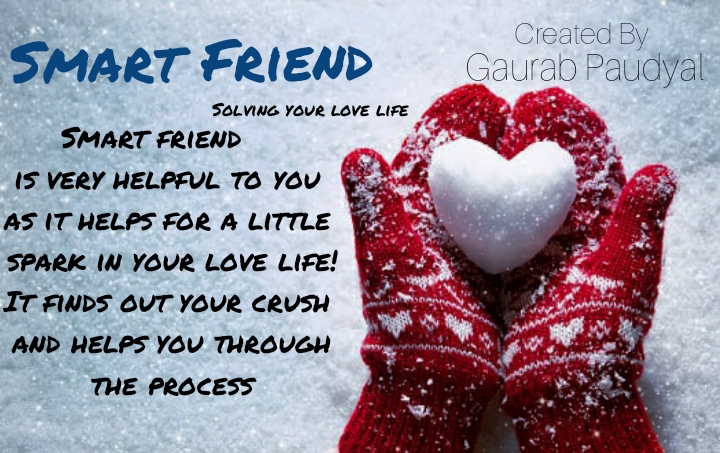 Smart Friend
Created By
Gaurab Paudyal
Solving your love life
Smart friend
is very helpful to you
as it helps for a little
spark in your love life!
It finds out your crush
and helps you through
the process